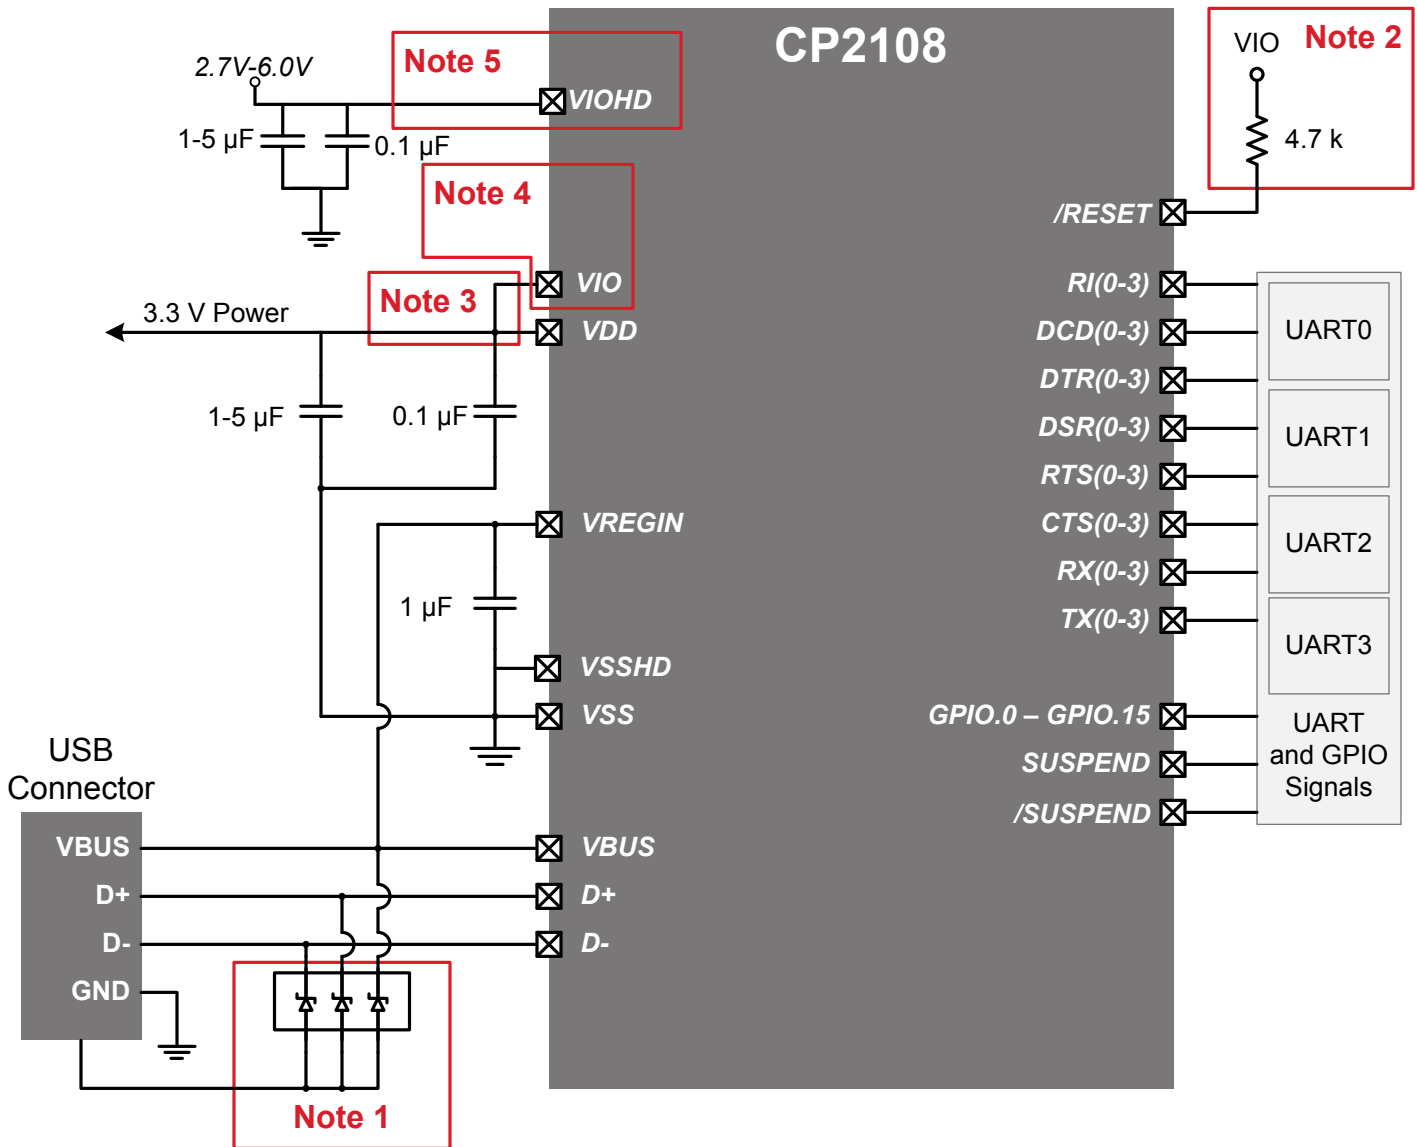 CP2108
Note 5
2.7V-6.0V
VIOHD
1-5 µF
0.1 µF
Note 2
VIO
4.7 k
Note 4
/RESET
VIO
Note 3
3.3 V Power
VDD
1-5 µF
0.1 µF
VREGIN
1 µF
VSSHD
VSS
RI(0-3)
DCD(0-3)
DTR(0-3)
DSR(0-3)
RTS(0-3)
CTS(0-3)
RX(0-3)
TX(0-3)
GPIO.0 – GPIO.15
SUSPEND
/SUSPEND
UART0
UART1
UART2
UART3
UART
and GPIO
Signals
USB
Connector
VBUS
D+
D-
GND
VBUS
D+
D-
Note 1